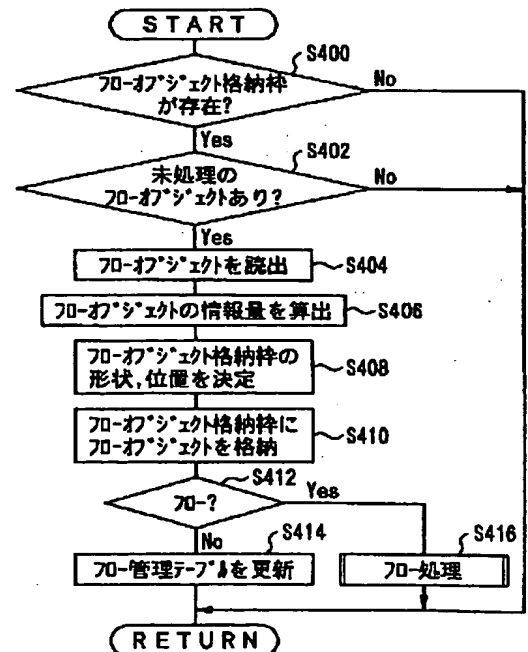 START
S400
フローオブジェクト格納枠
が存在?
No
Yes
S402
未処理の
フローオブジェクトあり?
No
Yes
フローオブジェクトを読出
S404
フローオブジェクトの情報量を算出
S406
フローオブジェクト格納枠の
形状,位置を決定
S408
フローオブジェクト格納枠に
フローオブジェクトを格納
S410
S412
フロー?
Yes
No
S414
フロー管理テーブルを更新
S416
フロー処理
RETURN